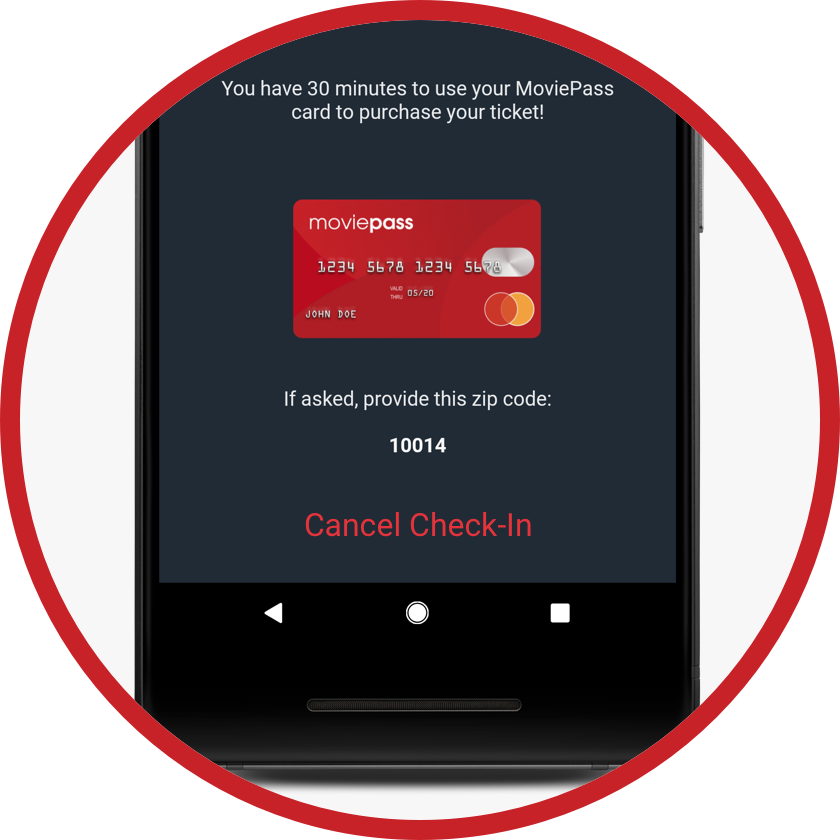 You have 30 minutes to use your MoviePass
card to purchase your ticket!
moviepass
1234 5678 1234 5678
VALID
THRU 05/20
JOHN DOE
If asked, provide this zip code:
10014
Cancel Check-In